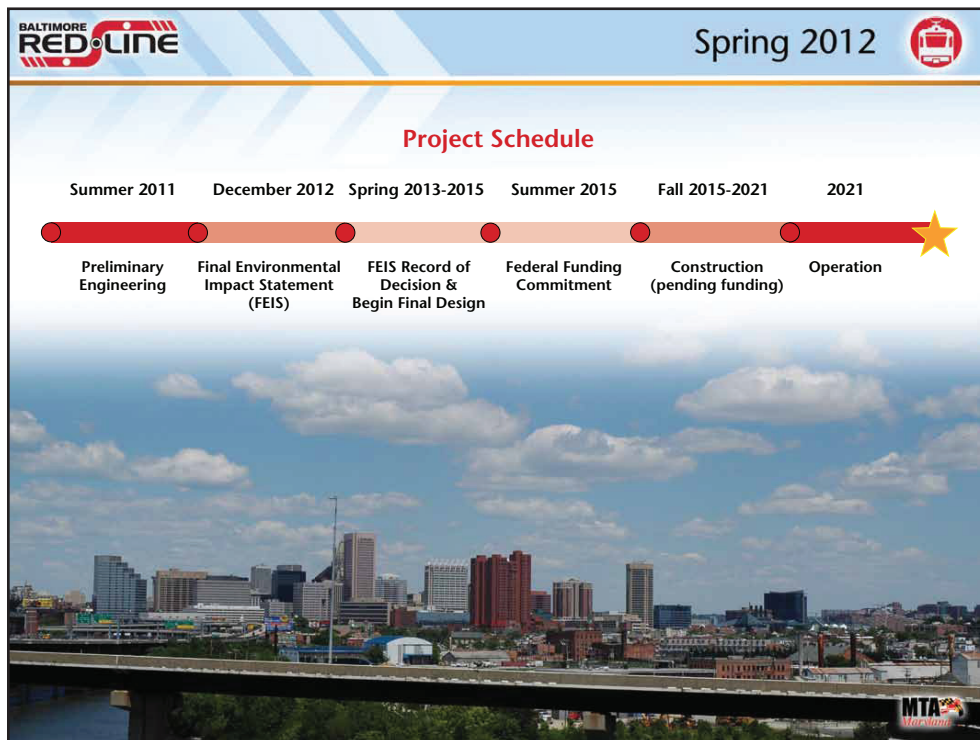 BALTIMORE
RED LINE
Spring 2012
Project Schedule
Summer 2011
December 2012
Spring 2013-2015
Summer 2015
Fall 2015-2021
2021
Preliminary
Engineering
Final Environmental
Impact Statement
(FEIS)
FEIS Record of
Decision &
Begin Final Design
Federal Funding
Commitment
Construction
(pending funding)
Operation
MTA
Maryland